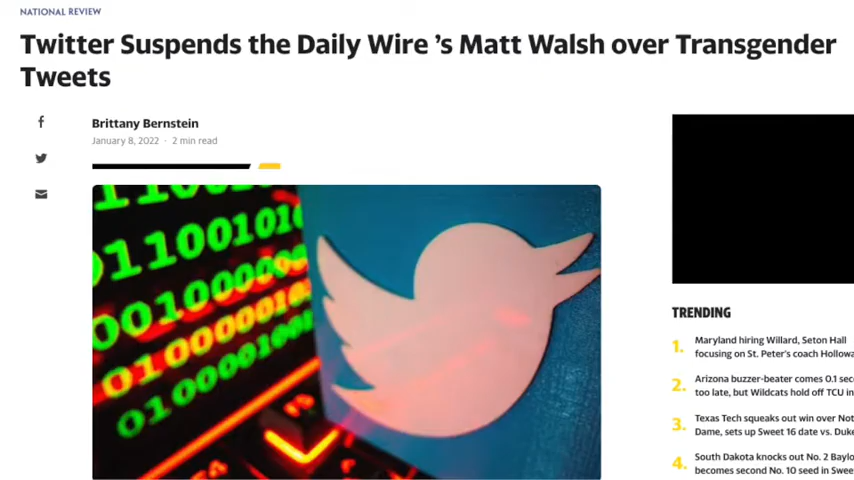 NATIONAL REVIEW
Twitter Suspends the Daily Wire 's Matt Walsh over Transgender
Tweets
Brittany Bernstein
January 8, 2022 · 2 min read
11001010
TRENDING
1. Maryland hiring Willard, Seton Hall
focusing on St. Peter's coach Hollowa
2. Arizona buzzer-beater comes 0.1 sec
too late, but Wildcats hold off TCU in
3. Texas Tech squeaks out win over Not
Dame, sets up Sweet 16 date vs. Duke
4. South Dakota knocks out No. 2 Baylo
becomes second No. 10 seed in Swee